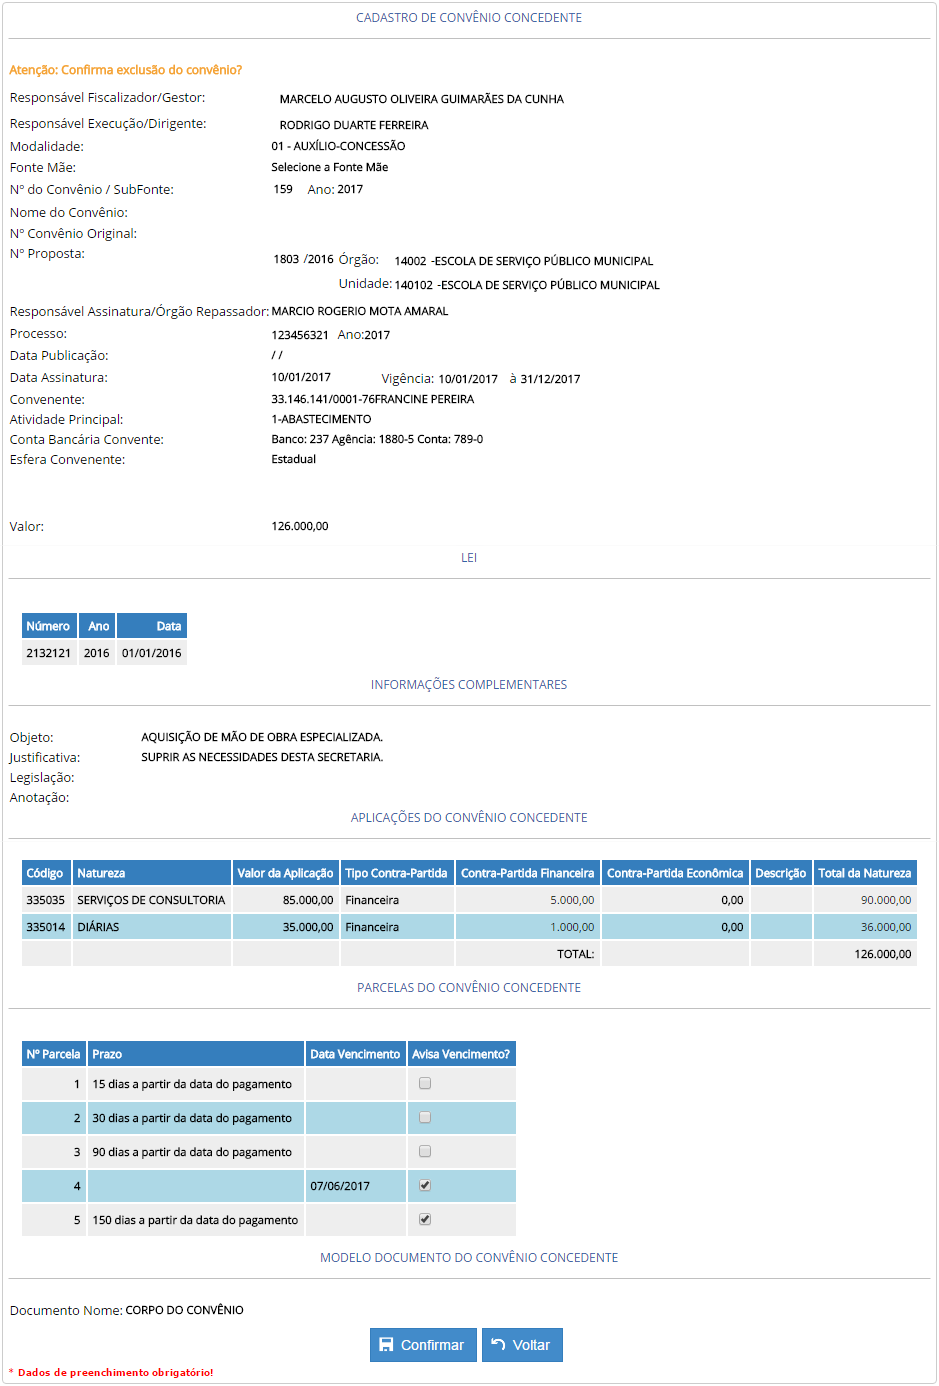 CADASTRO DE CONVÊNIO CONCEDENTE
Atenção: Confirma exclusão do convênio?
Responsável Fiscalizador/Gestor: MARCELO AUGUSTO OLIVEIRA GUIMARÃES DA CUNHA
Responsável Execução/Dirigente: RODRIGO DUARTE FERREIRA
Modalidade: 01 - AUXÍLIO-CONCESSÃO
Fonte Mãe: Selecione a Fonte Mãe
Nº do Convênio / SubFonte: 159 Ano: 2017
Nome do Convênio:
Nº Convênio Original:
Nº Proposta: 1803 /2016 Órgão: 14002 -ESCOLA DE SERVIÇO PÚBLICO MUNICIPAL
Unidade: 140102 -ESCOLA DE SERVIÇO PÚBLICO MUNICIPAL
Responsável Assinatura/Órgão Repassador: MARCIO ROGERIO MOTA AMARAL
Processo: 123456321 Ano:2017
Data Publicação: / /
Data Assinatura: 10/01/2017 Vigência: 10/01/2017 à 31/12/2017
Convenente: 33.146.141/0001-76FRANCINE PEREIRA
Atividade Principal: 1-ABASTECIMENTO
Conta Bancária Convente: Banco: 237 Agência: 1880-5 Conta: 789-0
Esfera Convenente: Estadual
Valor: 126.000,00
LEI
Número Ano Data
2132121 2016 01/01/2016
INFORMAÇÕES COMPLEMENTARES
Objeto: AQUISIÇÃO DE MÃO DE OBRA ESPECIALIZADA.
Justificativa: SUPRIR AS NECESSIDADES DESTA SECRETARIA.
Legislação:
Anotação:
APLICAÇÕES DO CONVÊNIO CONCEDENTE
Código Natureza Valor da Aplicação Tipo Contra-Partida Contra-Partida Financeira Contra-Partida Econômica Descrição Total da Natureza
335035 SERVIÇOS DE CONSULTORIA 85.000,00 Financeira 5.000,00 0,00 90.000,00
335014 DIÁRIAS 35.000,00 Financeira 1.000,00 0,00 36.000,00
TOTAL: 126.000,00
PARCELAS DO CONVÊNIO CONCEDENTE
Nº Parcela Prazo Data Vencimento Avisa Vencimento?
1 15 dias a partir da data do pagamento
2 30 dias a partir da data do pagamento
3 90 dias a partir da data do pagamento
4 07/06/2017
5 150 dias a partir da data do pagamento
MODELO DOCUMENTO DO CONVÊNIO CONCEDENTE
Documento Nome: CORPO DO CONVÊNIO
Confirmar Voltar
* Dados de preenchimento obrigatório!